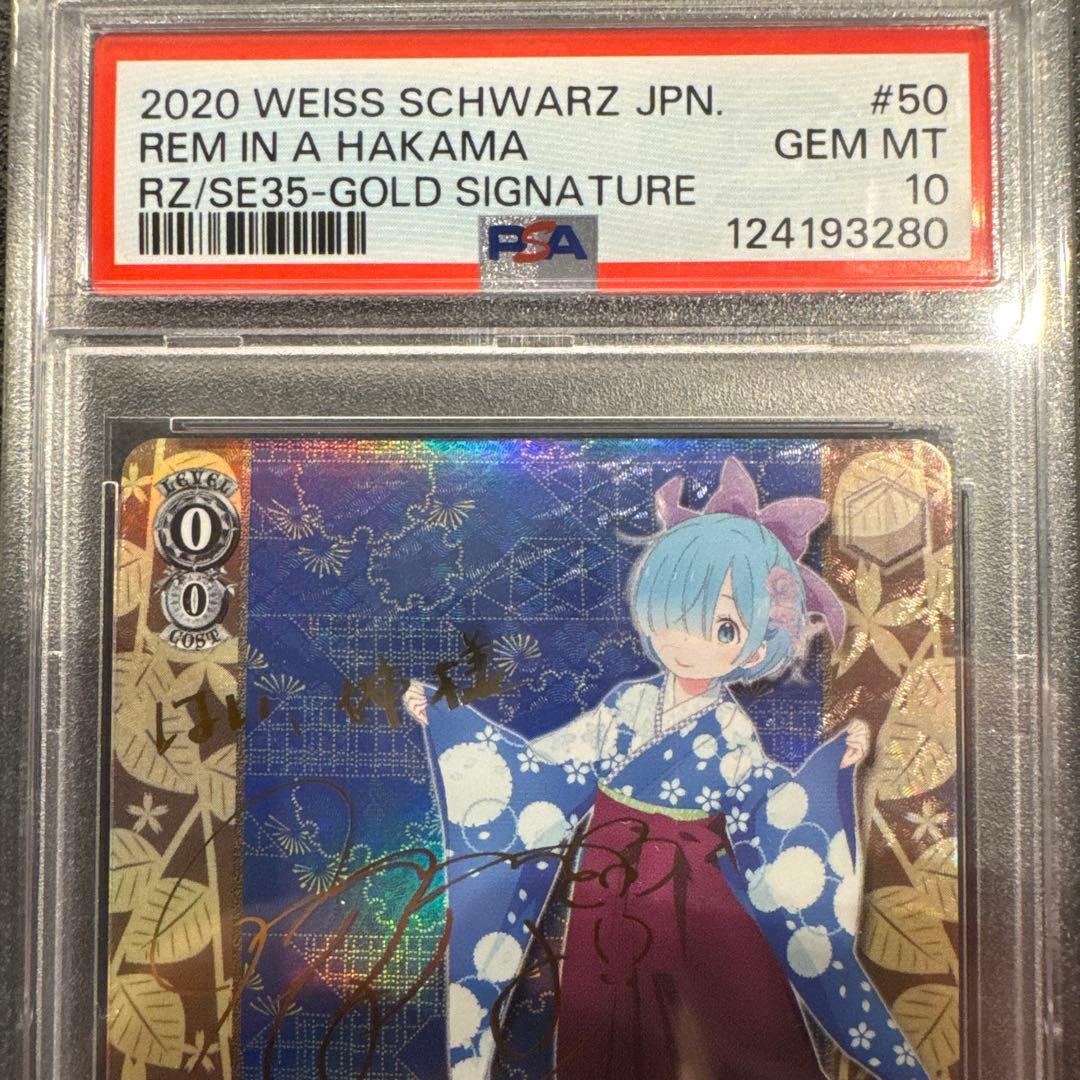 2020 WEISS SCHWARZ JPN. #50
REM IN A HAKAMA GEM MT
RZ/SE35-GOLD SIGNATURE 10
PSA 124193280
LEVEL
0
0
COST
はい、姉様